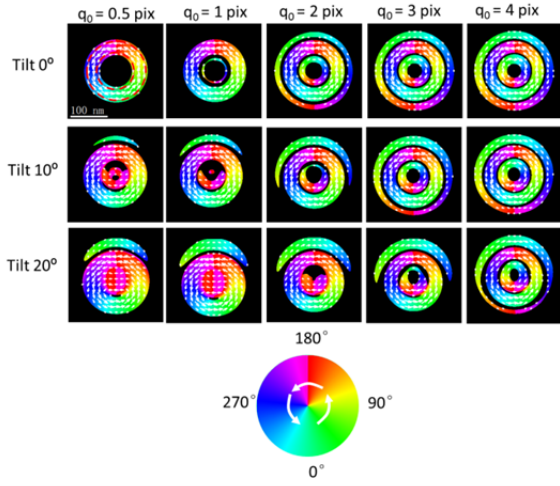 q₀ = 0.5 pix q₀ = 1 pix q₀ = 2 pix q₀ = 3 pix q₀ = 4 pix
Tilt 0°
100 nm
Tilt 10°
Tilt 20°
180°
270° 90°
0°